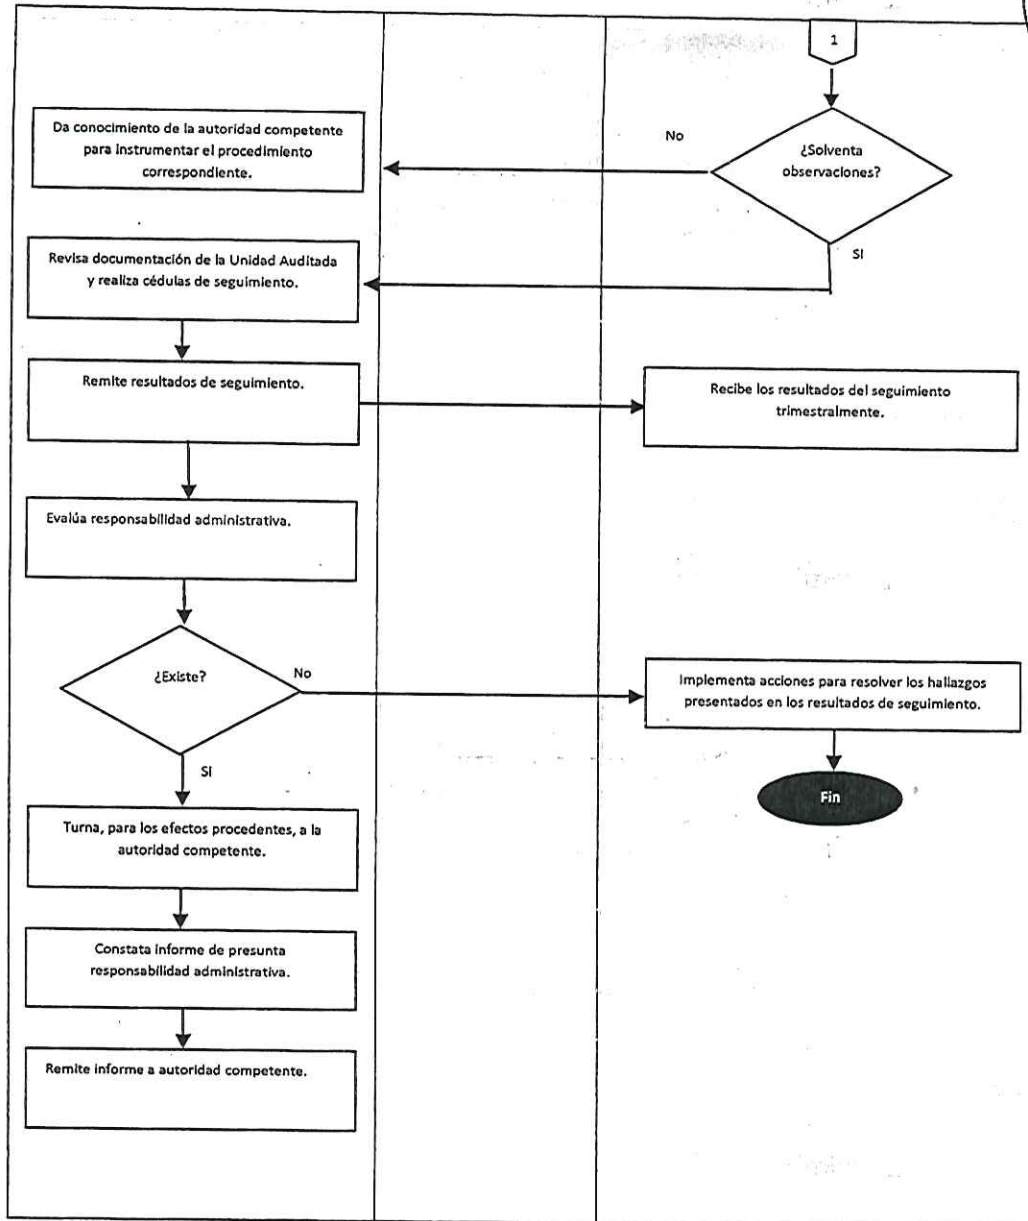 1
Da conocimiento de la autoridad competente
para instrumentar el procedimiento
correspondiente.
No
¿Solventa
observaciones?
SI
Revisa documentación de la Unidad Auditada
y realiza cédulas de seguimiento.
Remite resultados de seguimiento.
Recibe los resultados del seguimiento
trimestralmente.
Evalúa responsabilidad administrativa.
¿Existe?
No
Implementa acciones para resolver los hallazgos
presentados en los resultados de seguimiento.
SI
Fin
Turna, para los efectos procedentes, a la
autoridad competente.
Constata informe de presunta
responsabilidad administrativa.
Remite informe a autoridad competente.